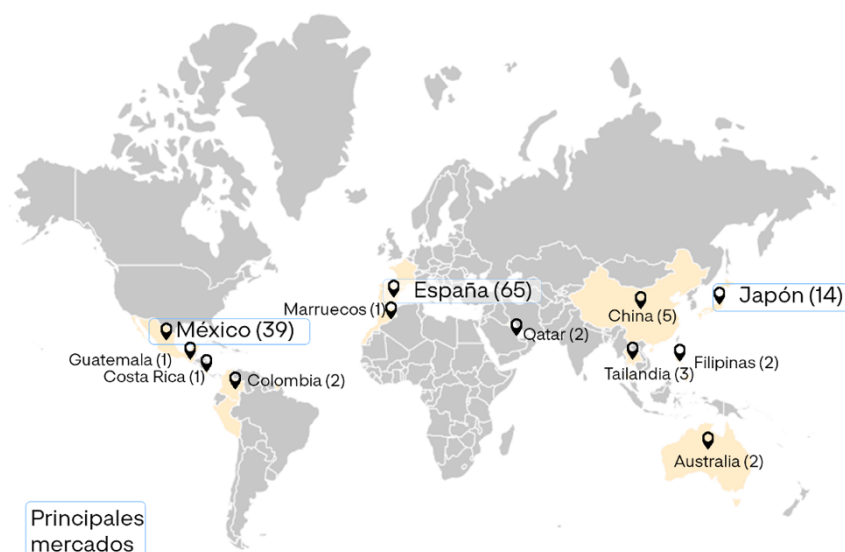 España (65)
Japón (14)
Marruecos (1)
China (5)
México (39)
Qatar (2)
Guatemala (1)
Costa Rica (1)
Colombia (2)
Tailandia (3)
Filipinas (2)
Australia (2)
Principales
mercados